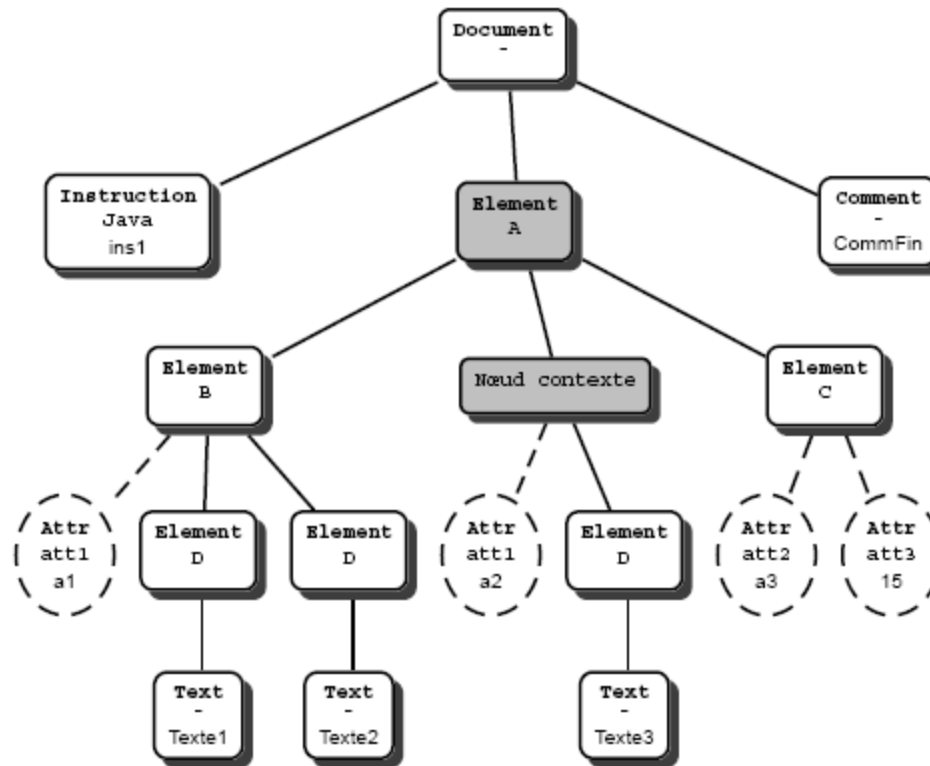 Document
-
Instruction
Java
ins1
Element
A
Comment
-
CommFin
Element
B
Nœud contexte
Element
C
Attr
att1
a1
Element
D
Element
D
Attr
att1
a2
Element
D
Attr
att2
a3
Attr
att3
15
Text
-
Texte1
Text
-
Texte2
Text
-
Texte3